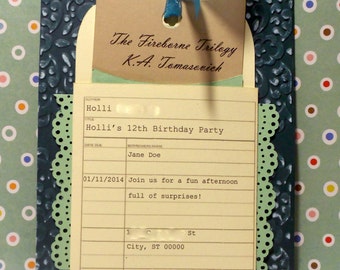 The Fireborne Trilogy
K.A. Tomasovich
Holli
Holli's 12th Birthday Party
Jane Doe
01/11/2014
Join us for a fun afternoon
full of surprises!
St
City, ST 00000